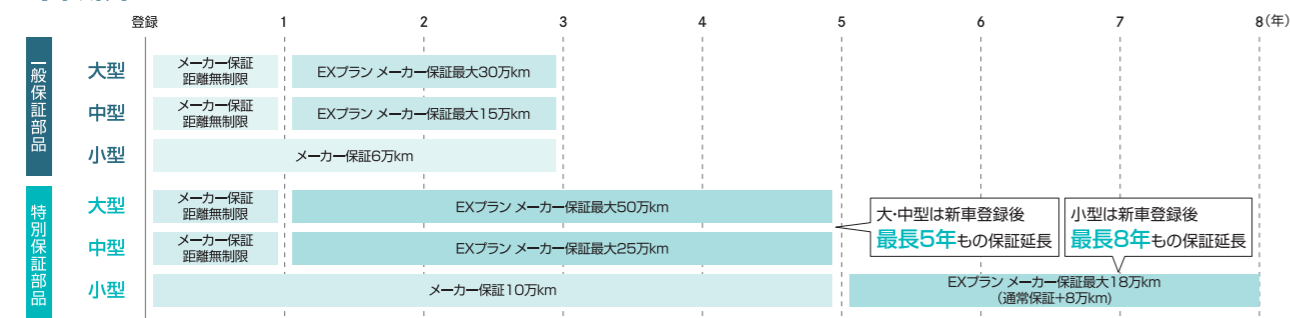 登録 1 2 3 4 5 6 7 8(年)
一般保証部品
大型
メーカー保証
距離無制限
EXプラン メーカー保証最大30万km
中型
メーカー保証
距離無制限
EXプラン メーカー保証最大15万km
小型
メーカー保証6万km
特別保証部品
大型
メーカー保証
距離無制限
EXプラン メーカー保証最大50万km
中型
メーカー保証
距離無制限
EXプラン メーカー保証最大25万km
大・中型は新車登録後
最長5年もの保証延長
小型は新車登録後
最長8年もの保証延長
小型
メーカー保証10万km
EXプラン メーカー保証最大18万km
(通常保証+8万km)